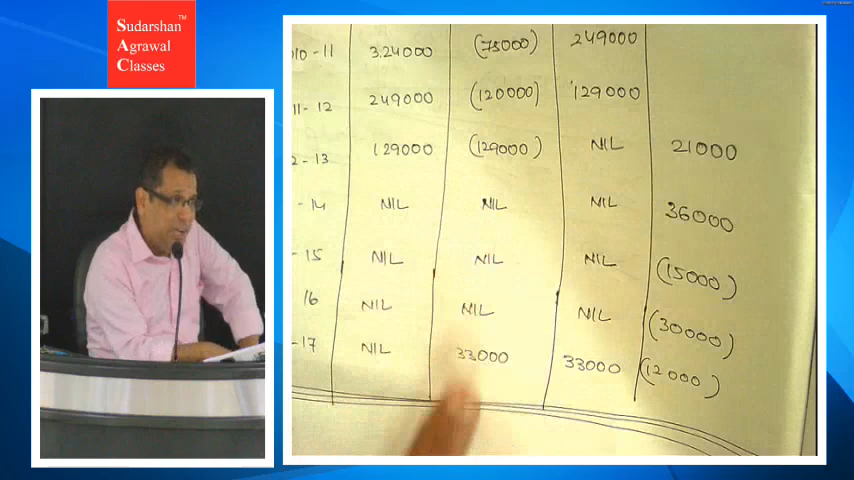 Sudarshan™
Agrawal
Classes
10-11 3.24000 (75000) 249000
11-12 249000 (120000) 129000
2-13 129000 (129000) NIL 21000
-14 NIL NIL NIL 36000
-15 NIL NIL NIL (15000)
16 NIL NIL NIL (30000)
-17 NIL 33000 33000 (12000)